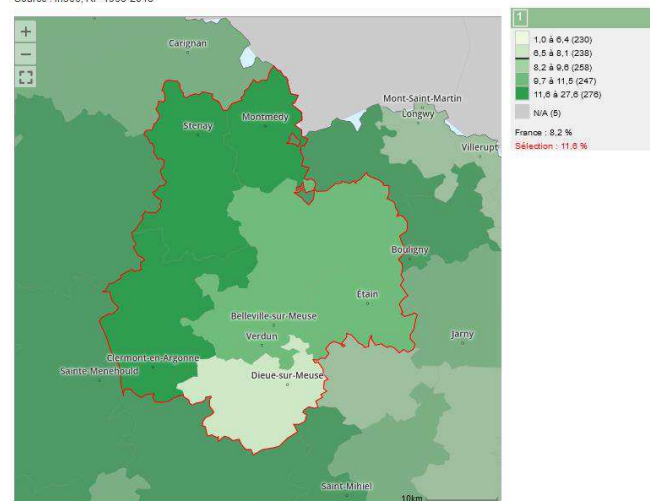 +
−
Carignan
Stenay
Montmédy
Mont-Saint-Martin
Longwy
Villerupt
Bouligny
Étain
Belleville-sur-Meuse
Verdun
Jarny
Clermont-en-Argonne
Sainte-Menehould
Dieue-sur-Meuse
Saint-Mihiel
10km
1
1,0 à 6,4 (230)
6,5 à 8,1 (238)
8,2 à 9,6 (258)
9,7 à 11,5 (247)
11,6 à 27,6 (276)
N/A (5)
France : 8,2 %
Sélection : 11,6 %